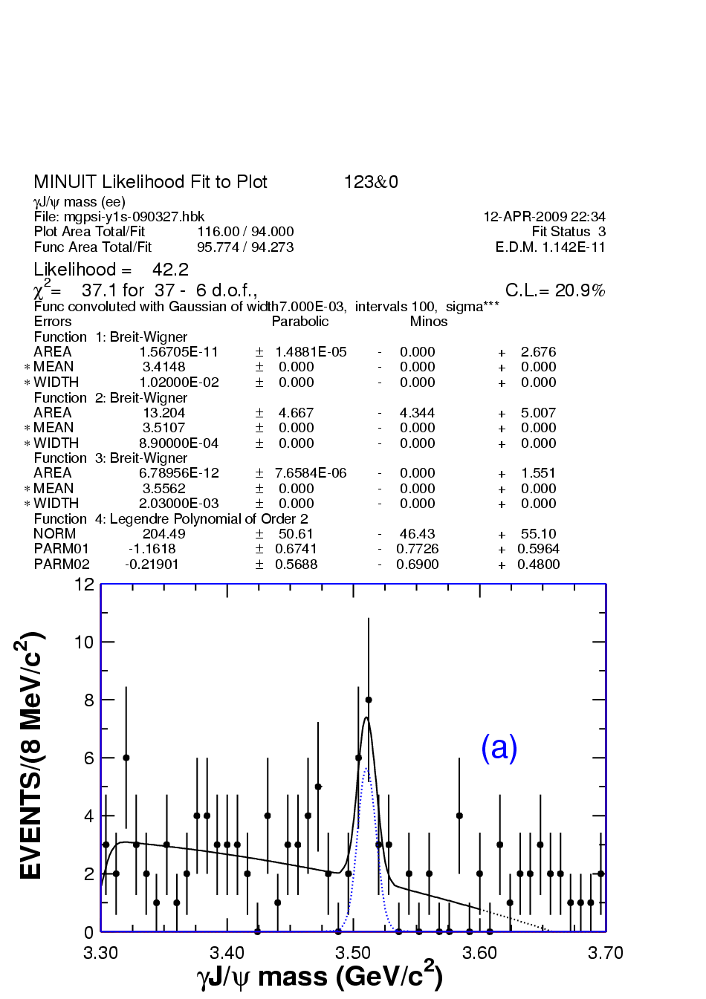 MINUIT Likelihood Fit to Plot 123&0
γJ/ψ mass (ee)
File: mgpsi-y1s-090327.hbk 12-APR-2009 22:34
Plot Area Total/Fit 116.00 / 94.000 Fit Status 3
Func Area Total/Fit 95.774 / 94.273 E.D.M. 1.142E-11
Likelihood = 42.2
χ²= 37.1 for 37 - 6 d.o.f., C.L.= 20.9%
Func convoluted with Gaussian of width7.000E-03, intervals 100, sigma***
Errors Parabolic Minos
Function 1: Breit-Wigner
AREA 1.56705E-11 ± 1.4881E-05 - 0.000 + 2.676
*MEAN 3.4148 ± 0.000 - 0.000 + 0.000
*WIDTH 1.02000E-02 ± 0.000 - 0.000 + 0.000
Function 2: Breit-Wigner
AREA 13.204 ± 4.667 - 4.344 + 5.007
*MEAN 3.5107 ± 0.000 - 0.000 + 0.000
*WIDTH 8.90000E-04 ± 0.000 - 0.000 + 0.000
Function 3: Breit-Wigner
AREA 6.78956E-12 ± 7.6584E-06 - 0.000 + 1.551
*MEAN 3.5562 ± 0.000 - 0.000 + 0.000
*WIDTH 2.03000E-03 ± 0.000 - 0.000 + 0.000
Function 4: Legendre Polynomial of Order 2
NORM 204.49 ± 50.61 - 46.43 + 55.10
PARM01 -1.1618 ± 0.6741 - 0.7726 + 0.5964
PARM02 -0.21901 ± 0.5688 - 0.6900 + 0.4800
12
10
8
6
4
2
0
EVENTS/(8 MeV/c²)
(a)
3.30 3.40 3.50 3.60 3.70
γJ/ψ mass (GeV/c²)